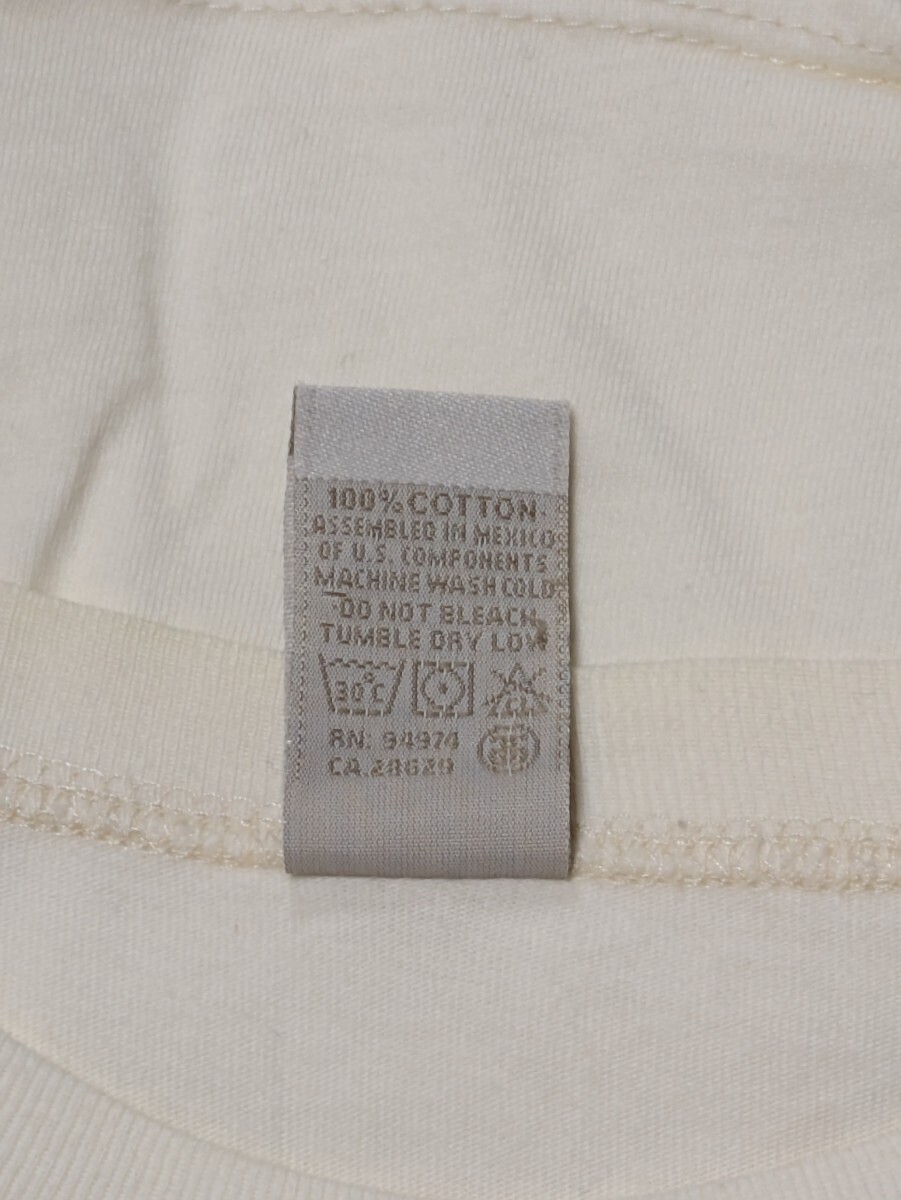 100% COTTON
ASSEMBLED IN MEXICO
OF U.S. COMPONENTS
MACHINE WASH COLD
DO NOT BLEACH
TUMBLE DRY LOW
30°C
RN: 94974
CA.28629